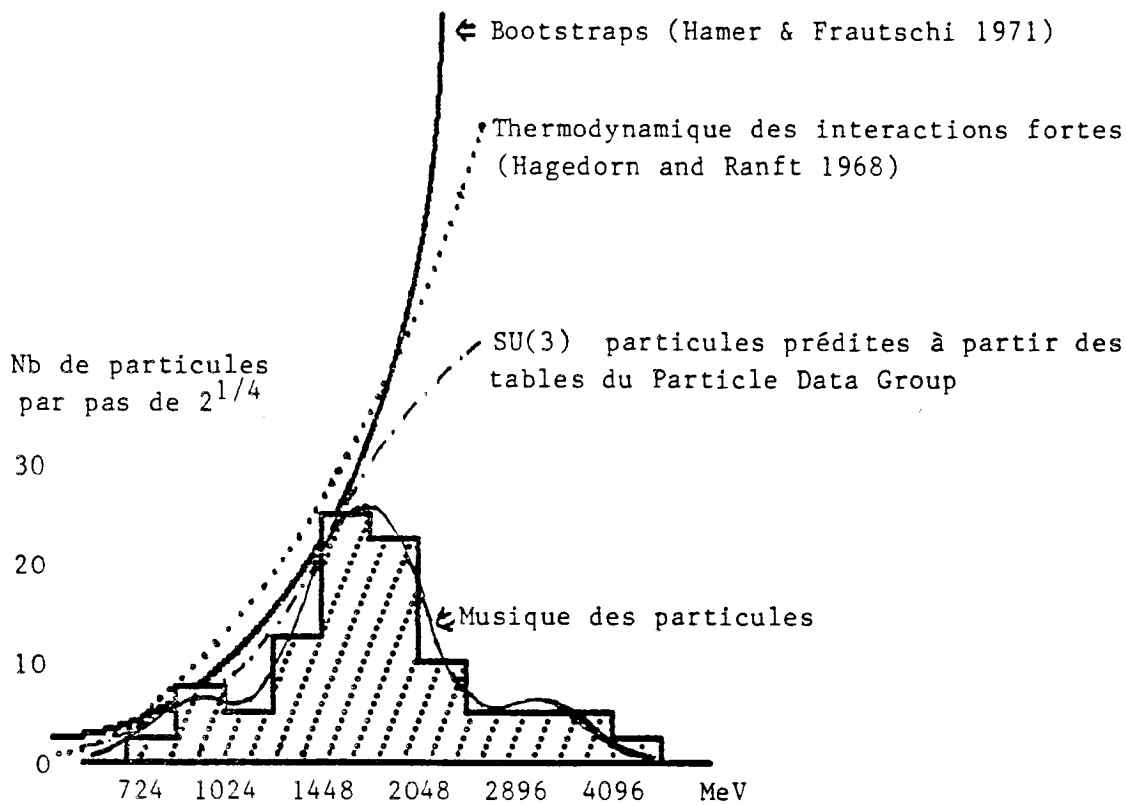 ⇐ Bootstraps (Hamer & Frautschi 1971)
Thermodynamique des interactions fortes
(Hagedorn and Ranft 1968)
SU(3) particules prédites à partir des
tables du Particle Data Group
Nb de particules
par pas de 2^1/4
30
20
10
0
⇐Musique des particules
724 1024 1448 2048 2896 4096 MeV